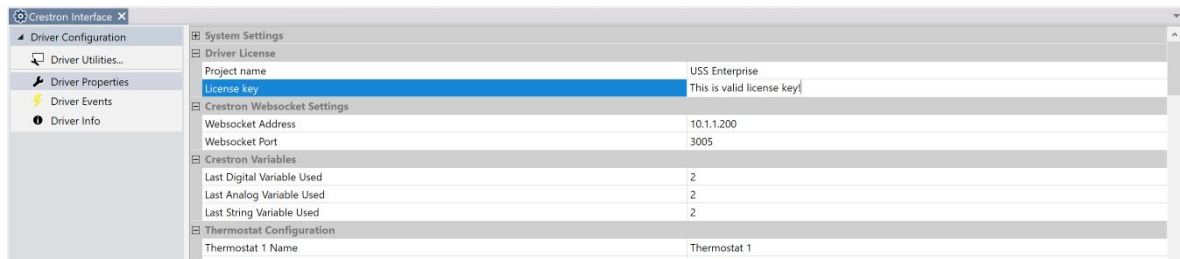 Crestron Interface X
Driver Configuration
Driver Utilities...
Driver Properties
Driver Events
Driver Info
System Settings
Driver License
Project name USS Enterprise
License key This is valid license key!
Crestron Websocket Settings
Websocket Address 10.1.1.200
Websocket Port 3005
Crestron Variables
Last Digital Variable Used 2
Last Analog Variable Used 2
Last String Variable Used 2
Thermostat Configuration
Thermostat 1 Name Thermostat 1